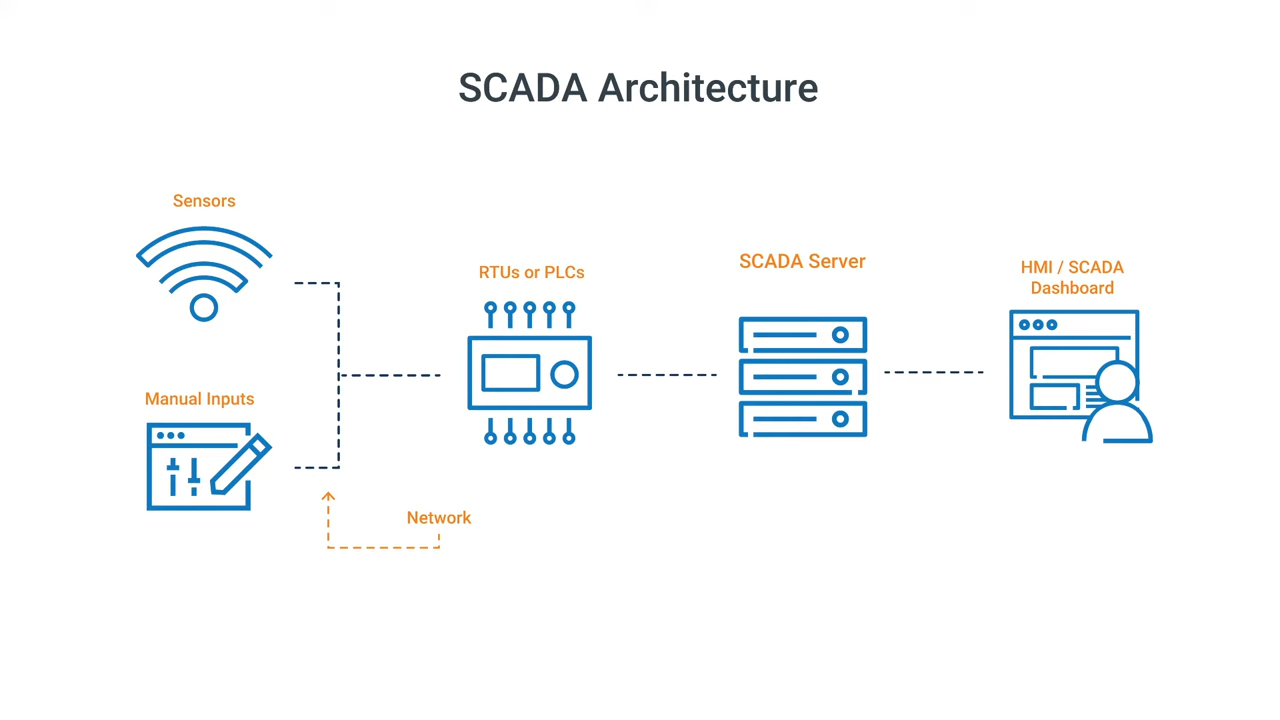 SCADA Architecture
Sensors
Manual Inputs
Network
RTUs or PLCs
SCADA Server
HMI / SCADA
Dashboard